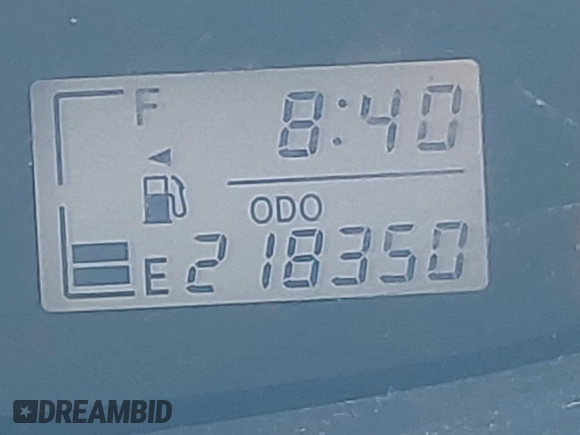 F 8:40
ODO
E 218350
DREAMBID